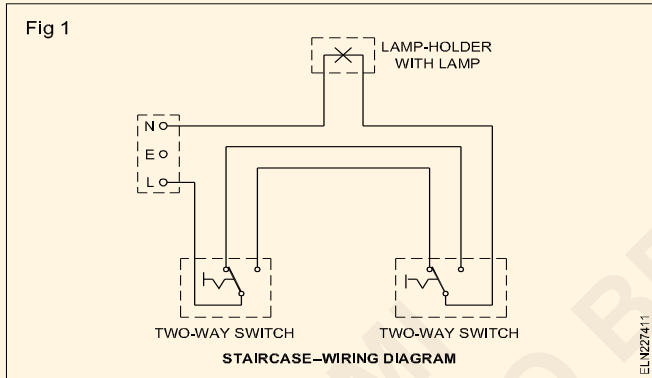 Fig 1
LAMP-HOLDER
WITH LAMP
N
E
L
TWO-WAY SWITCH
TWO-WAY SWITCH
STAIRCASE–WIRING DIAGRAM
ELN227411